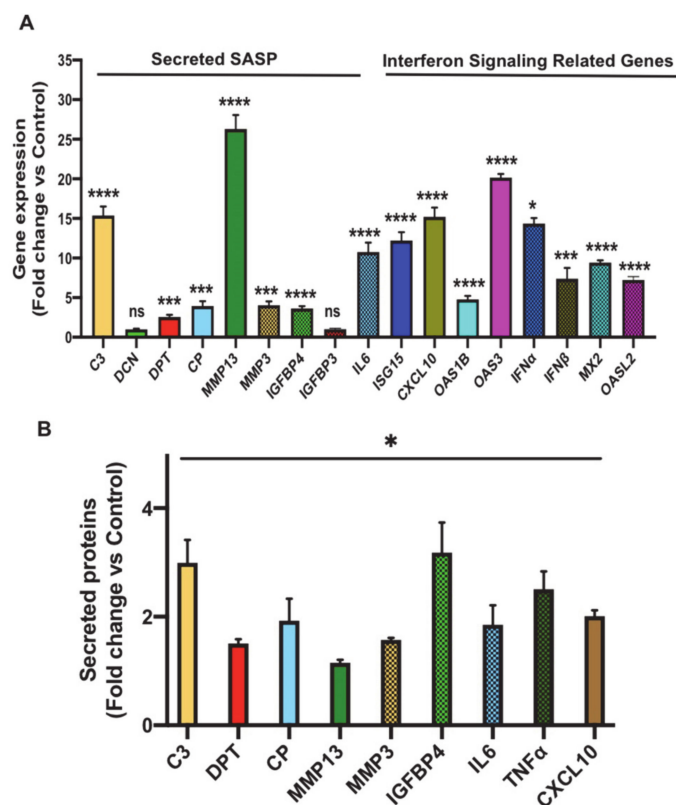 A
Secreted SASP
Interferon Signaling Related Genes
Gene expression
(Fold change vs Control)
35
30
25
20
15
10
5
0
****
ns
***
***
****
***
****
ns
****
****
****
****
****
*
***
****
****
C3
DCN
DPT
CP
MMP13
MMP3
IGFBP4
IGFBP3
IL6
ISG15
CXCL10
OAS1B
OAS3
IFNα
IFNβ
MX2
OASL2
B
*
Secreted proteins
(Fold change vs Control)
4
2
0
C3
DPT
CP
MMP13
MMP3
IGFBP4
IL6
TNFα
CXCL10